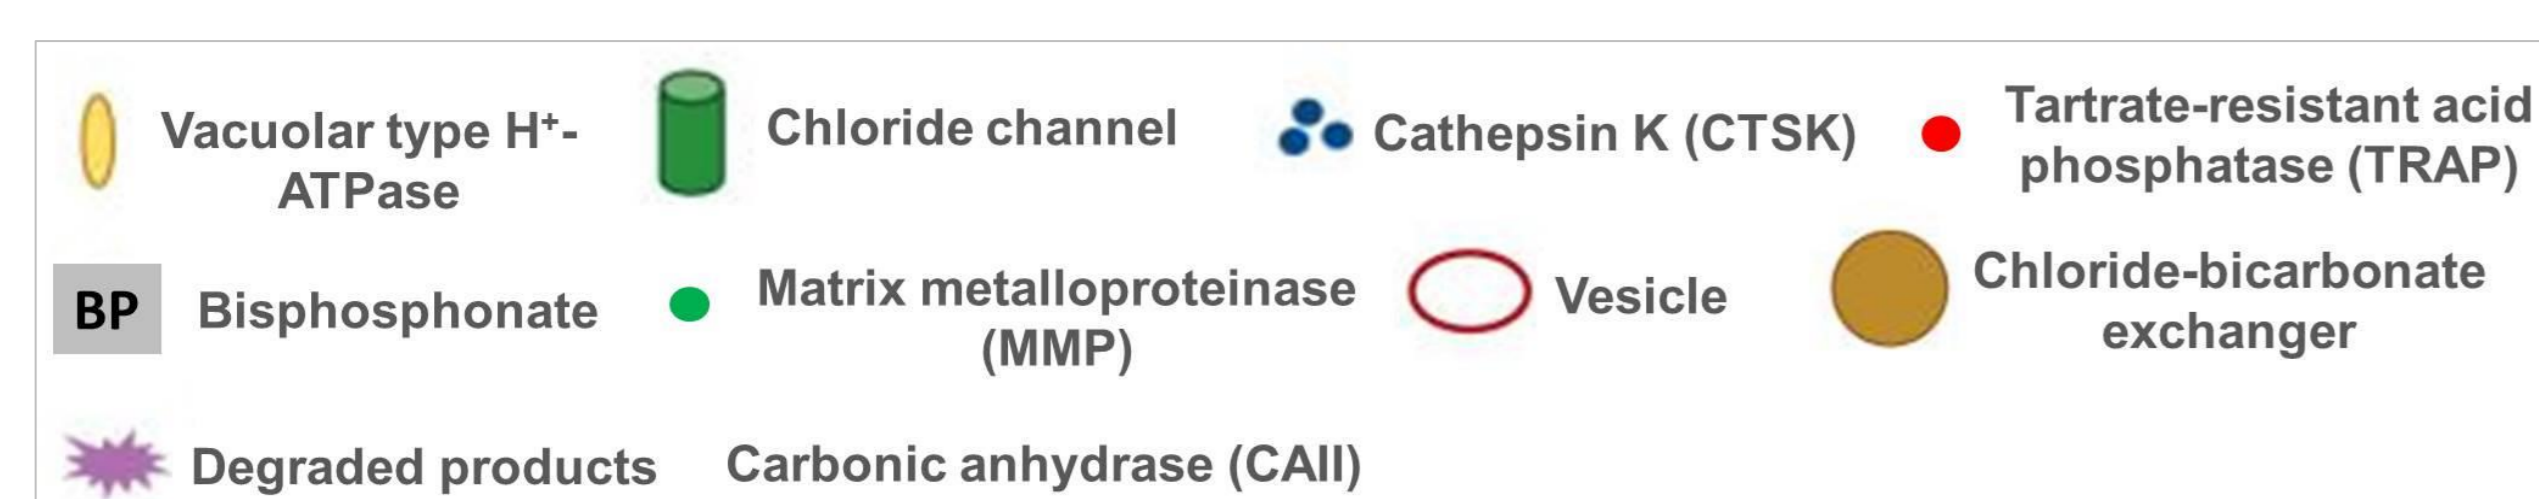 Vacuolar type H⁺-
ATPase
Chloride channel
Cathepsin K (CTSK)
Tartrate-resistant acid
phosphatase (TRAP)
BP
Bisphosphonate
Matrix metalloproteinase
(MMP)
Vesicle
Chloride-bicarbonate
exchanger
Degraded products
Carbonic anhydrase (CAII)